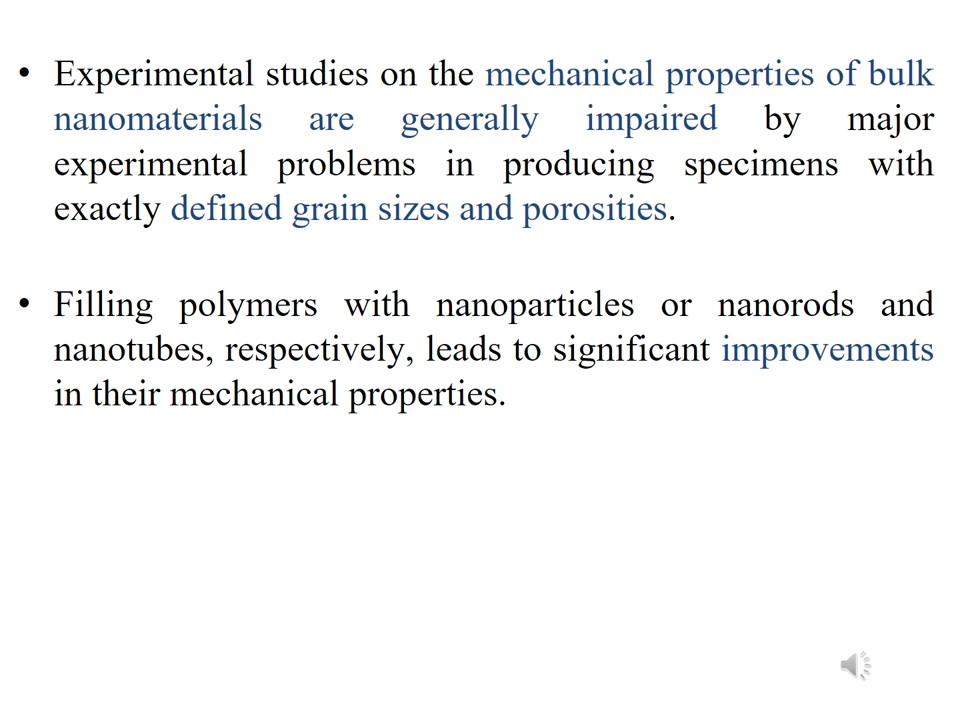 • Experimental studies on the mechanical properties of bulk
nanomaterials are generally impaired by major
experimental problems in producing specimens with
exactly defined grain sizes and porosities.
• Filling polymers with nanoparticles or nanorods and
nanotubes, respectively, leads to significant improvements
in their mechanical properties.